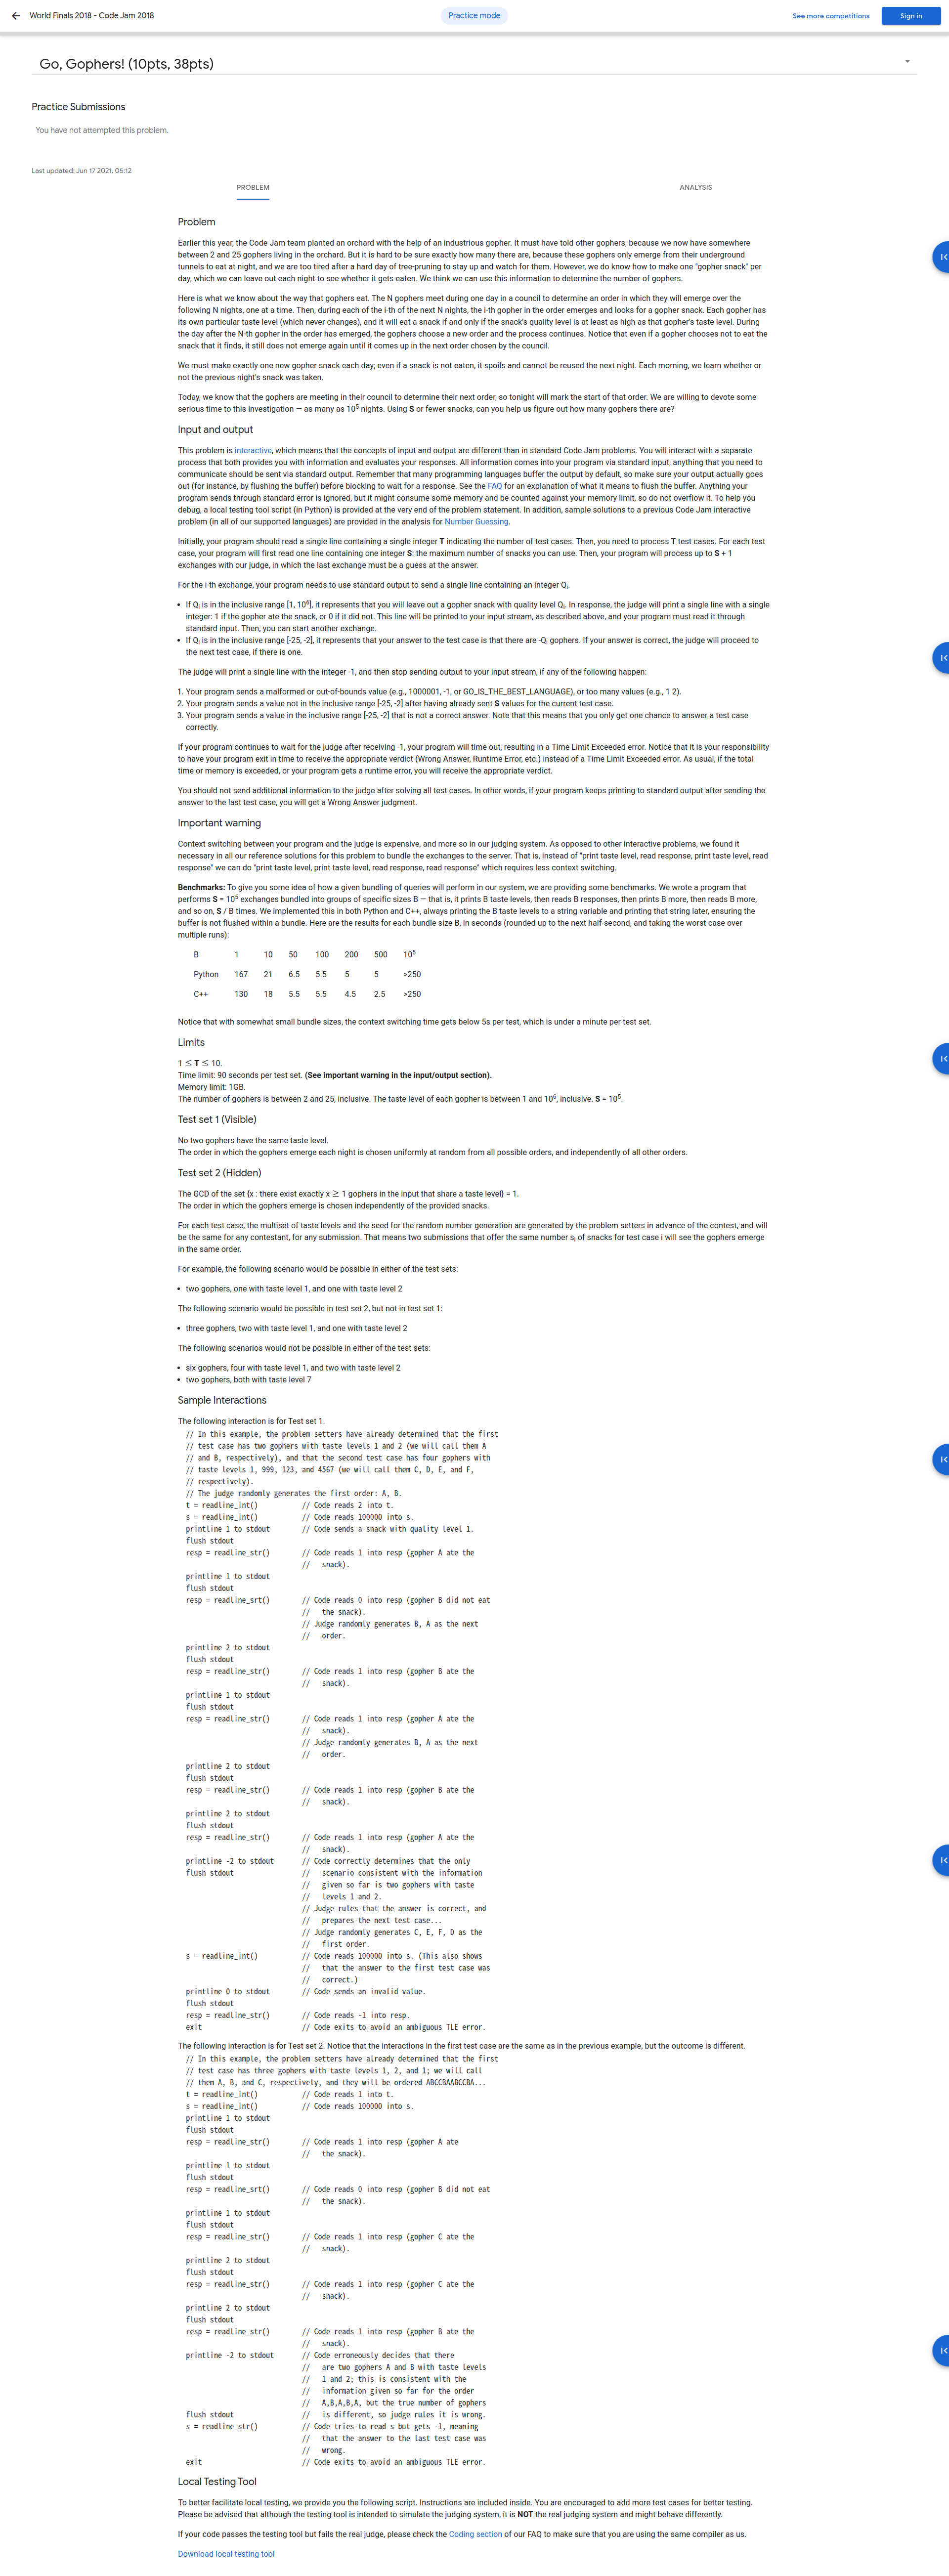 World Finals 2018 - Code Jam 2018
Practice mode
See more competitions
Sign in
Go, Gophers! (10pts, 38pts)
Practice Submissions
You have not attempted this problem.
Last updated: Jun 17 2021, 05:12
PROBLEM
ANALYSIS
Problem
Earlier this year, the Code Jam team planted an orchard with the help of an industrious gopher. It must have told other gophers, because we now have somewhere
between 2 and 25 gophers living in the orchard. But it is hard to be sure exactly how many there are, because these gophers only emerge from their underground
tunnels to eat at night, and we are too tired after a hard day of tree-pruning to stay up and watch for them. However, we do know how to make one "gopher snack" per
day, which we can leave out each night to see whether it gets eaten. We think we can use this information to determine the number of gophers.
Here is what we know about the way that gophers eat. The N gophers meet during one day in a council to determine an order in which they will emerge over the
following N nights, one at a time. Then, during each of the i-th of the next N nights, the i-th gopher in the order emerges and looks for a gopher snack. Each gopher has
its own particular taste level (which never changes), and it will eat a snack if and only if the snack's quality level is at least as high as that gopher's taste level. During
the day after the N-th gopher in the order has emerged, the gophers choose a new order and the process continues. Notice that even if a gopher chooses not to eat the
snack that it finds, it still does not emerge again until it comes up in the next order chosen by the council.
We must make exactly one new gopher snack each day; even if a snack is not eaten, it spoils and cannot be reused the next night. Each morning, we learn whether or
not the previous night's snack was taken.
Today, we know that the gophers are meeting in their council to determine their next order, so tonight will mark the start of that order. We are willing to devote some
serious time to this investigation — as many as 10⁵ nights. Using S or fewer snacks, can you help us figure out how many gophers there are?
Input and output
This problem is interactive, which means that the concepts of input and output are different than in standard Code Jam problems. You will interact with a separate
process that both provides you with information and evaluates your responses. All information comes into your program via standard input; anything that you need to
communicate should be sent via standard output. Remember that many programming languages buffer the output by default, so make sure your output actually goes
out (for instance, by flushing the buffer) before blocking to wait for a response. See the FAQ for an explanation of what it means to flush the buffer. Anything your
program sends through standard error is ignored, but it might consume some memory and be counted against your memory limit, so do not overflow it. To help you
debug, a local testing tool script (in Python) is provided at the very end of the problem statement. In addition, sample solutions to a previous Code Jam interactive
problem (in all of our supported languages) are provided in the analysis for Number Guessing.
Initially, your program should read a single line containing a single integer T indicating the number of test cases. Then, you need to process T test cases. For each test
case, your program will first read one line containing one integer S: the maximum number of snacks you can use. Then, your program will process up to S + 1
exchanges with our judge, in which the last exchange must be a guess at the answer.
For the i-th exchange, your program needs to use standard output to send a single line containing an integer Qᵢ.
• If Qᵢ is in the inclusive range [1, 10⁶], it represents that you will leave out a gopher snack with quality level Qᵢ. In response, the judge will print a single line with a single
integer: 1 if the gopher ate the snack, or 0 if it did not. This line will be printed to your input stream, as described above, and your program must read it through
standard input. Then, you can start another exchange.
• If Qᵢ is in the inclusive range [-25, -2], it represents that your answer to the test case is that there are -Qᵢ gophers. If your answer is correct, the judge will proceed to
the next test case, if there is one.
The judge will print a single line with the integer -1, and then stop sending output to your input stream, if any of the following happen:
1. Your program sends a malformed or out-of-bounds value (e.g., 1000001, -1, or GO_IS_THE_BEST_LANGUAGE), or too many values (e.g., 1 2).
2. Your program sends a value not in the inclusive range [-25, -2] after having already sent S values for the current test case.
3. Your program sends a value in the inclusive range [-25, -2] that is not a correct answer. Note that this means that you only get one chance to answer a test case
correctly.
If your program continues to wait for the judge after receiving -1, your program will time out, resulting in a Time Limit Exceeded error. Notice that it is your responsibility
to have your program exit in time to receive the appropriate verdict (Wrong Answer, Runtime Error, etc.) instead of a Time Limit Exceeded error. As usual, if the total
time or memory is exceeded, or your program gets a runtime error, you will receive the appropriate verdict.
You should not send additional information to the judge after solving all test cases. In other words, if your program keeps printing to standard output after sending the
answer to the last test case, you will get a Wrong Answer judgment.
Important warning
Context switching between your program and the judge is expensive, and more so in our judging system. As opposed to other interactive problems, we found it
necessary in all our reference solutions for this problem to bundle the exchanges to the server. That is, instead of "print taste level, read response, print taste level, read
response" we can do "print taste level, print taste level, read response, read response" which requires less context switching.
Benchmarks: To give you some idea of how a given bundling of queries will perform in our system, we are providing some benchmarks. We wrote a program that
performs S = 10⁵ exchanges bundled into groups of specific sizes B — that is, it prints B taste levels, then reads B responses, then prints B more, then reads B more,
and so on, S / B times. We implemented this in both Python and C++, always printing the B taste levels to a string variable and printing that string later, ensuring the
buffer is not flushed within a bundle. Here are the results for each bundle size B, in seconds (rounded up to the next half-second, and taking the worst case over
multiple runs):
B 1 10 50 100 200 500 10⁵
Python 167 21 6.5 5.5 5 5 >250
C++ 130 18 5.5 5.5 4.5 2.5 >250
Notice that with somewhat small bundle sizes, the context switching time gets below 5s per test, which is under a minute per test set.
Limits
1 ≤ T ≤ 10.
Time limit: 90 seconds per test set. (See important warning in the input/output section).
Memory limit: 1GB.
The number of gophers is between 2 and 25, inclusive. The taste level of each gopher is between 1 and 10⁶, inclusive. S = 10⁵.
Test set 1 (Visible)
No two gophers have the same taste level.
The order in which the gophers emerge each night is chosen uniformly at random from all possible orders, and independently of all other orders.
Test set 2 (Hidden)
The GCD of the set {x : there exist exactly x ≥ 1 gophers in the input that share a taste level} = 1.
The order in which the gophers emerge is chosen independently of the provided snacks.
For each test case, the multiset of taste levels and the seed for the random number generation are generated by the problem setters in advance of the contest, and will
be the same for any contestant, for any submission. That means two submissions that offer the same number sᵢ of snacks for test case i will see the gophers emerge
in the same order.
For example, the following scenario would be possible in either of the test sets:
• two gophers, one with taste level 1, and one with taste level 2
The following scenario would be possible in test set 2, but not in test set 1:
• three gophers, two with taste level 1, and one with taste level 2
The following scenarios would not be possible in either of the test sets:
• six gophers, four with taste level 1, and two with taste level 2
• two gophers, both with taste level 7
Sample Interactions
The following interaction is for Test set 1.
// In this example, the problem setters have already determined that the first
// test case has two gophers with taste levels 1 and 2 (we will call them A
// and B, respectively), and that the second test case has four gophers with
// taste levels 1, 999, 123, and 4567 (we will call them C, D, E, and F,
// respectively).
// The judge randomly generates the first order: A, B.
t = readline_int() // Code reads 2 into t.
s = readline_int() // Code reads 100000 into s.
printline 1 to stdout // Code sends a snack with quality level 1.
flush stdout
resp = readline_str() // Code reads 1 into resp (gopher A ate the
// snack).
printline 1 to stdout
flush stdout
resp = readline_srt() // Code reads 0 into resp (gopher B did not eat
// the snack).
// Judge randomly generates B, A as the next
// order.
printline 2 to stdout
flush stdout
resp = readline_str() // Code reads 1 into resp (gopher B ate the
// snack).
printline 1 to stdout
flush stdout
resp = readline_str() // Code reads 1 into resp (gopher A ate the
// snack).
// Judge randomly generates B, A as the next
// order.
printline 2 to stdout
flush stdout
resp = readline_str() // Code reads 1 into resp (gopher B ate the
// snack).
printline 2 to stdout
flush stdout
resp = readline_str() // Code reads 1 into resp (gopher A ate the
// snack).
printline -2 to stdout // Code correctly determines that the only
flush stdout // scenario consistent with the information
// given so far is two gophers with taste
// levels 1 and 2.
// Judge rules that the answer is correct, and
// prepares the next test case...
// Judge randomly generates C, E, F, D as the
// first order.
s = readline_int() // Code reads 100000 into s. (This also shows
// that the answer to the first test case was
// correct.)
printline 0 to stdout // Code sends an invalid value.
flush stdout
resp = readline_str() // Code reads -1 into resp.
exit // Code exits to avoid an ambiguous TLE error.
The following interaction is for Test set 2. Notice that the interactions in the first test case are the same as in the previous example, but the outcome is different.
// In this example, the problem setters have already determined that the first
// test case has three gophers with taste levels 1, 2, and 1; we will call
// them A, B, and C, respectively, and they will be ordered ABCCBAABCCBA...
t = readline_int() // Code reads 1 into t.
s = readline_int() // Code reads 100000 into s.
printline 1 to stdout
flush stdout
resp = readline_str() // Code reads 1 into resp (gopher A ate
// the snack).
printline 1 to stdout
flush stdout
resp = readline_srt() // Code reads 0 into resp (gopher B did not eat
// the snack).
printline 1 to stdout
flush stdout
resp = readline_str() // Code reads 1 into resp (gopher C ate the
// snack).
printline 2 to stdout
flush stdout
resp = readline_str() // Code reads 1 into resp (gopher C ate the
// snack).
printline 2 to stdout
flush stdout
resp = readline_str() // Code reads 1 into resp (gopher B ate the
// snack).
printline -2 to stdout // Code erroneously decides that there
// are two gophers A and B with taste levels
// 1 and 2; this is consistent with the
// information given so far for the order
// A,B,A,B,A, but the true number of gophers
flush stdout // is different, so judge rules it is wrong.
s = readline_str() // Code tries to read s but gets -1, meaning
// that the answer to the last test case was
// wrong.
exit // Code exits to avoid an ambiguous TLE error.
Local Testing Tool
To better facilitate local testing, we provide you the following script. Instructions are included inside. You are encouraged to add more test cases for better testing.
Please be advised that although the testing tool is intended to simulate the judging system, it is NOT the real judging system and might behave differently.
If your code passes the testing tool but fails the real judge, please check the Coding section of our FAQ to make sure that you are using the same compiler as us.
Download local testing tool